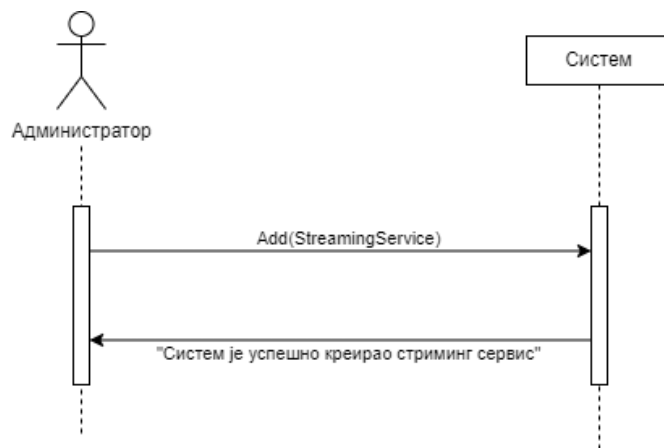 Систем
Администратор
Add(StreamingService)
"Систем је успешно креирао стриминг сервис"